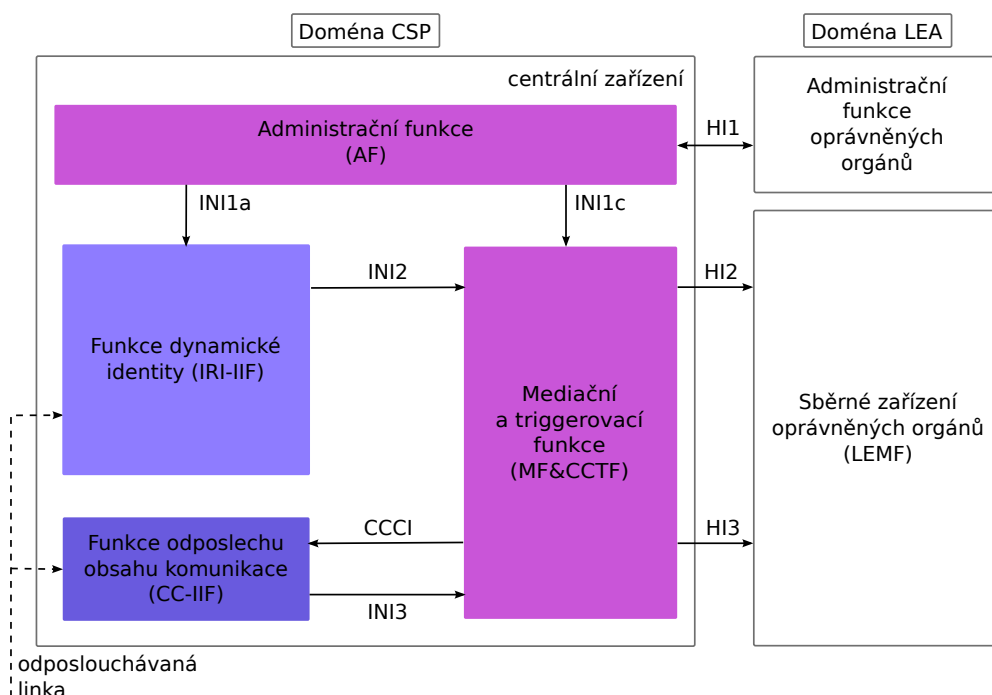 Doména CSP
Doména LEA
centrální zařízení
Administrační funkce
(AF)
HI1
Administrační
funkce
oprávněných
orgánů
INI1a
INI1c
INI2
HI2
Funkce dynamické
identity (IRI-IIF)
Mediační
a triggerovací
funkce
(MF&CCTF)
Sběrné zařízení
oprávněných orgánů
(LEMF)
CCCI
HI3
Funkce odposlechu
obsahu komunikace
(CC-IIF)
INI3
odposlouchávaná
linka